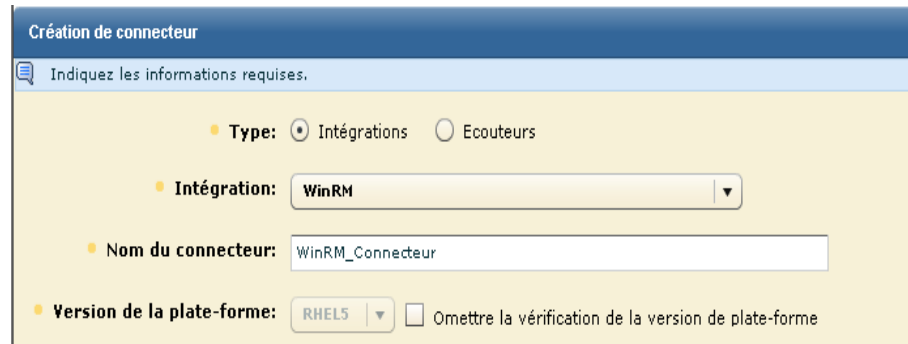 Création de connecteur
Indiquez les informations requises.
Type: Intégrations Ecouteurs
Intégration: WinRM
Nom du connecteur: WinRM_Connecteur
Version de la plate-forme: RHEL5 Omettre la vérification de la version de plate-forme